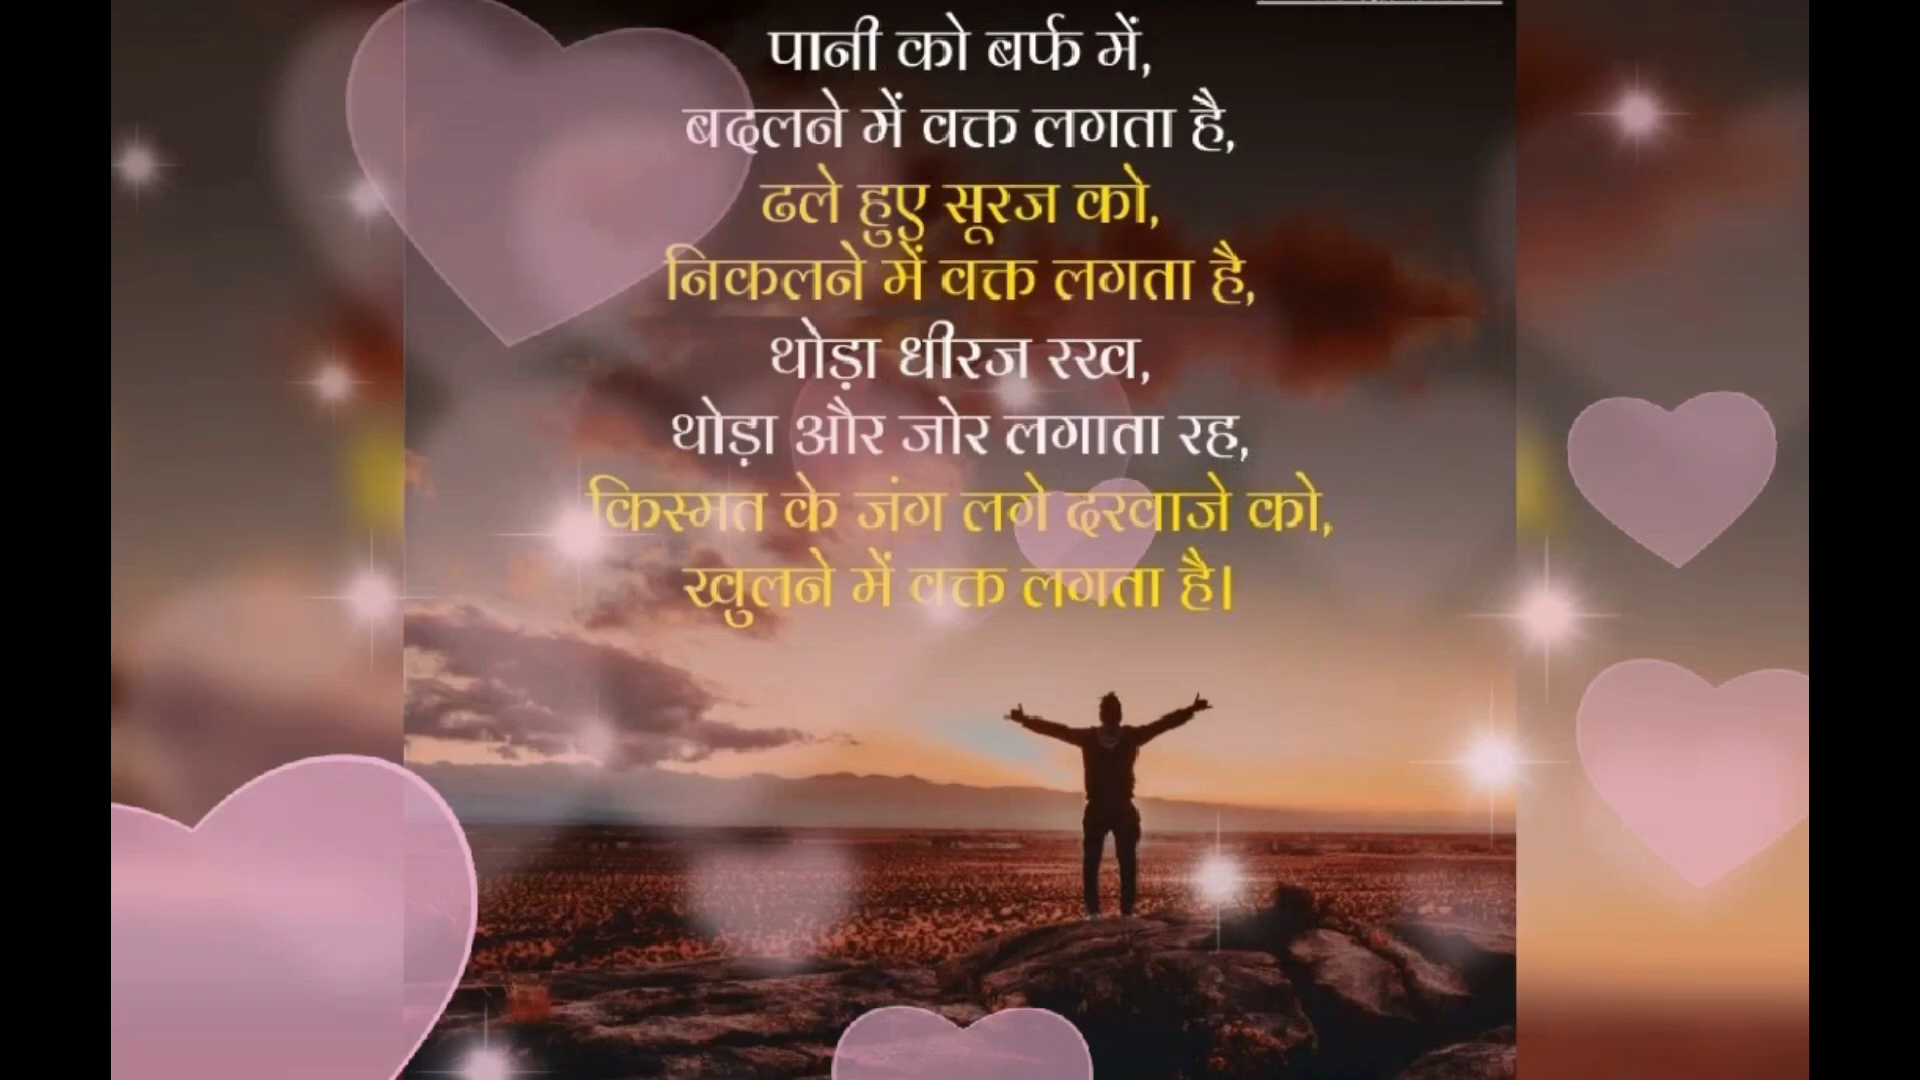 पानी को बर्फ में,
बदलने में वक्त लगता है,
ढले हुए सूरज को,
निकलने में वक्त लगता है,
थोड़ा धीरज रख,
थोड़ा और जोर लगाता रह,
किस्मत के जंग लगे दरवाजे को,
खुलने में वक्त लगता है।